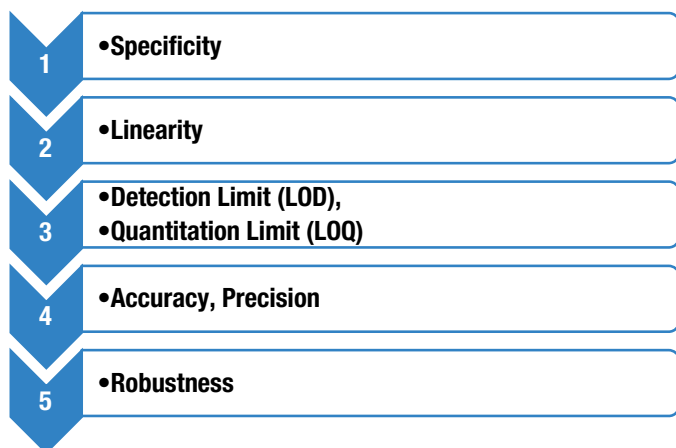 1
•Specificity
2
•Linearity
3
•Detection Limit (LOD),
•Quantitation Limit (LOQ)
4
•Accuracy, Precision
5
•Robustness